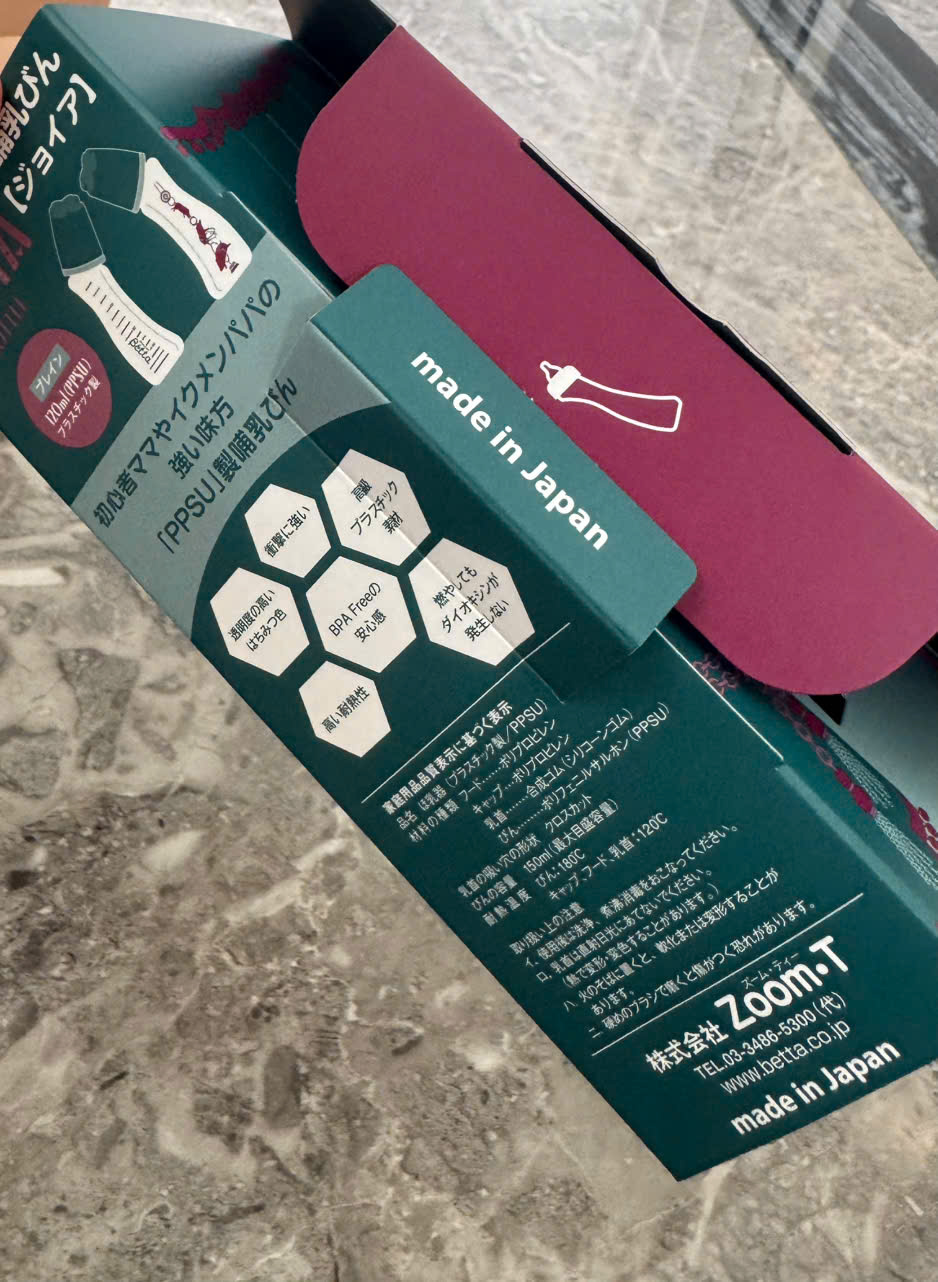 哺乳びん
【ジョイア】
Betta
プレイン
120ml(PPSU)
プラスチック製
初心者ママやイクメンパパの
強い味方
「PPSU」製哺乳びん
衝撃に強い
高級
プラスチック
素材
透明度の高い
はちみつ色
BPA Freeの
安心感
燃やしても
ダイオキシンが
発生しない
高い耐熱性
made in Japan
家庭用品品質表示に基づく表示
品名 ほ乳器(プラスチック製/PPSU)
材料の種類 フード……ポリプロピレン
キャップ…ポリプロピレン
乳首………合成ゴム(シリコーンゴム)
びん………ポリフェニールサルホン(PPSU)
乳首の吸い穴の形状 クロスカット
びんの容量 150ml(最大目盛容量)
耐熱温度 びん:180C
キャップ・フード・乳首:120C
取り扱い上の注意
イ、使用後は洗浄、煮沸消毒をおこなってください。
ロ、乳首は直射日光にあてないでください。
(熱で変形・変色することがあります。)
ハ、火のそばに置くと、軟化または変形することが
あります。
ニ、硬めのブラシで磨くと傷がつく恐れがあります。
ズーム・ティー
株式会社 Zoom・T
TEL.03-3486-5300(代)
www.betta.co.jp
made in Japan